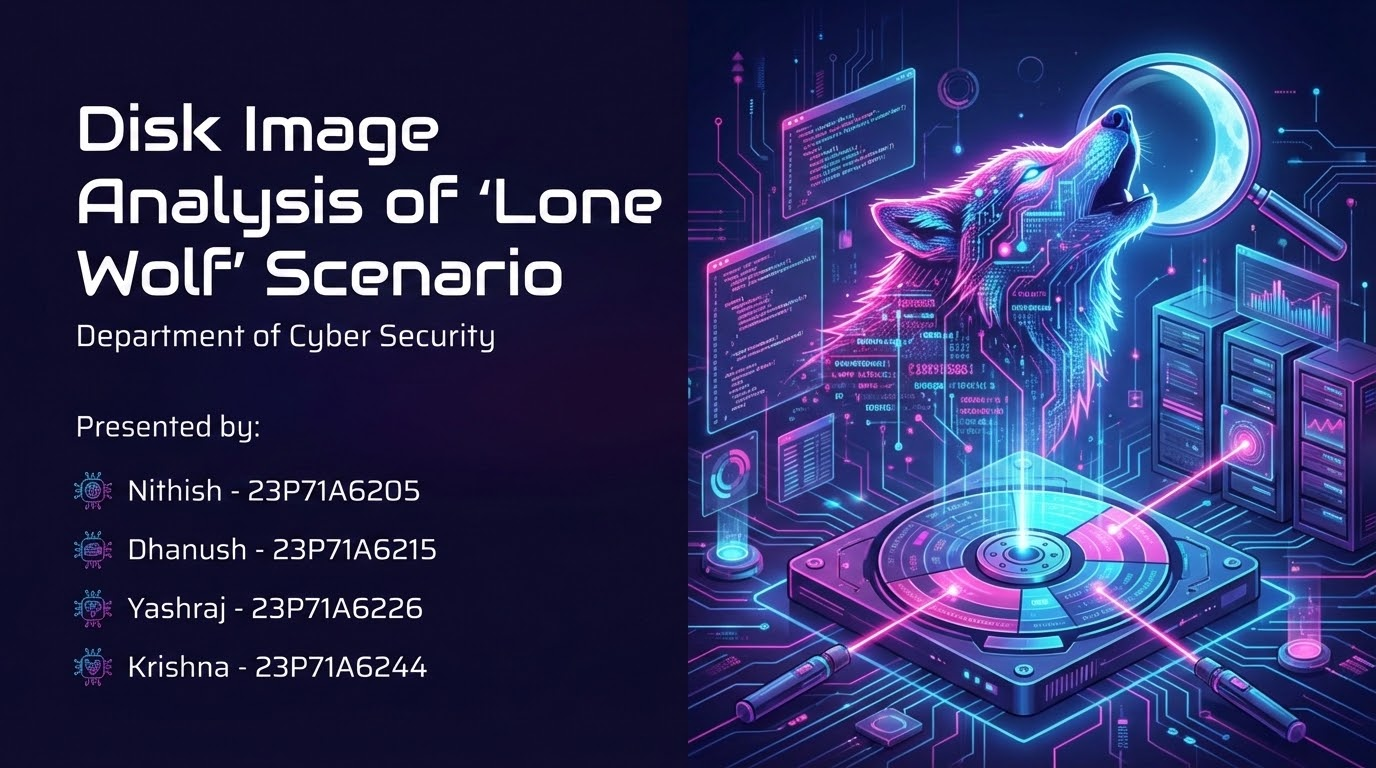 Disk Image
Analysis of ‘Lone
Wolf’ Scenario
Department of Cyber Security
Presented by:
Nithish - 23P71A6205
Dhanush - 23P71A6215
Yashraj - 23P71A6226
Krishna - 23P71A6244